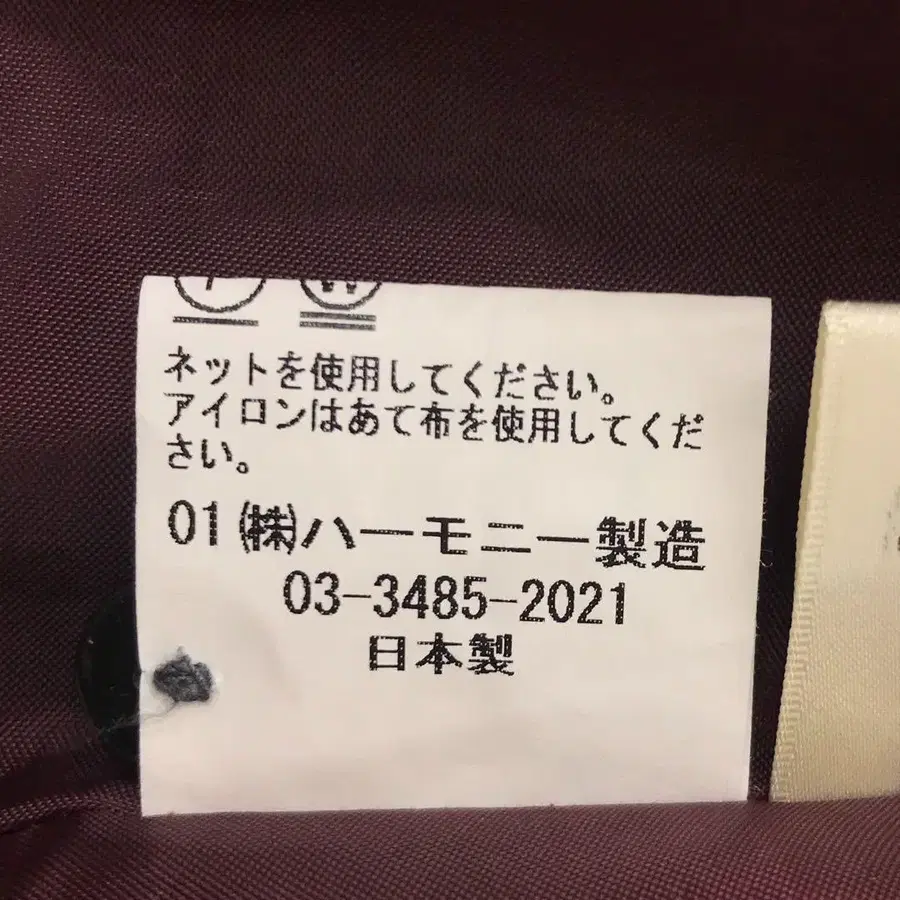 W
ネットを使用してください。
アイロンはあて布を使用してくだ
さい。
01㈱ハーモニー製造
03-3485-2021
日本製